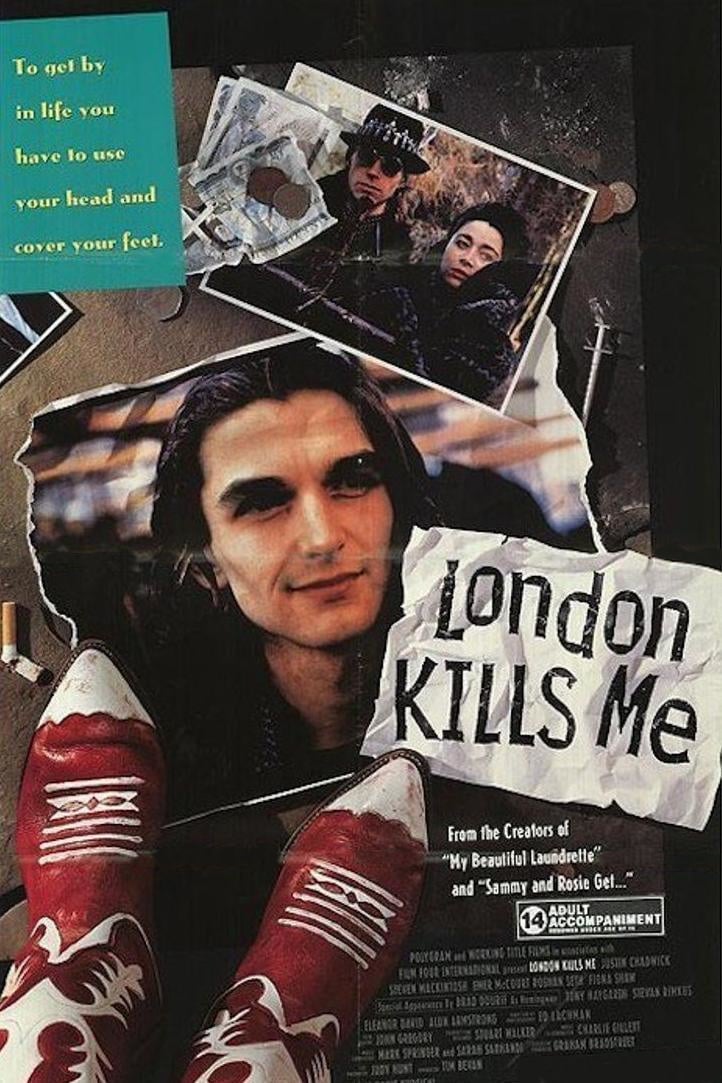 To get by
in life you
have to use
your head and
cover your feet.
London
KILLS Me
From the Creators of
"My Beautiful Laundrette"
and "Sammy and Rosie Get..."
14 ADULT
ACCOMPANIMENT
POLYGRAM and WORKING TITLE FILMS in association with
FILM FOUR INTERNATIONAL present LONDON KILLS ME JUSTIN CHADWICK
STEVEN MACKINTOSH EMER McCOURT ROSHAN SETH FIONA SHAW
Special Appearance By BRAD DOURIF As Hemingway TONY HAYGARTH STEVAN RIMKUS
ELEANOR DAVID ALUN ARMSTRONG ED LACHMAN
JOHN GREGORY STUART WALKER CHARLIE GILLETT
MARK SPRINGER and SARAH SARHANDI GRAHAM BRADSTREET
JUDY HUNT TIM BEVAN